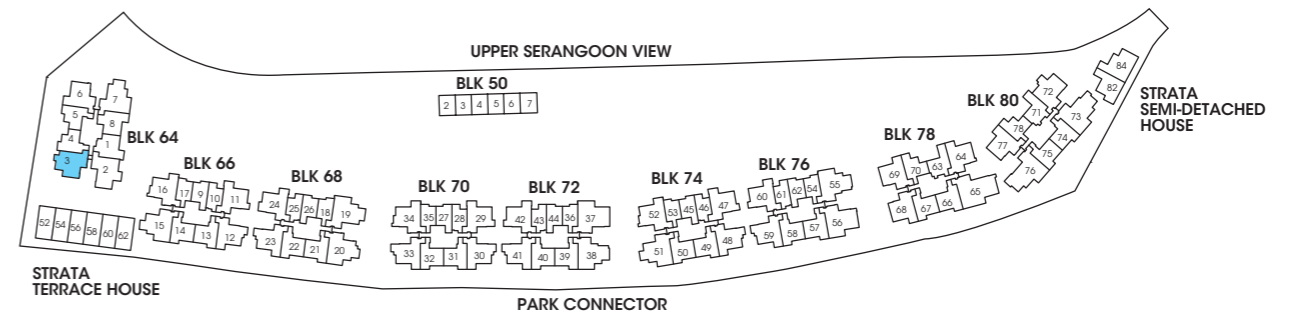 UPPER SERANGOON VIEW
BLK 50
2 3 4 5 6 7
84
82
STRATA
SEMI-DETACHED
HOUSE
BLK 80
72
71
73
78
74
77
75
76
6
7
5
8
4
1
3
2
BLK 64
BLK 66
16 17 9 10 11
15 14 13 12
BLK 68
24 25 26 18 19
23 22 21 20
BLK 70
34 35 27 28 29
33 32 31 30
BLK 72
42 43 44 36 37
41 40 39 38
BLK 74
52 53 45 46 47
51 50 49 48
BLK 76
60 61 62 54 55
59 58 57 56
BLK 78
69 70 63 64
68 67 66 65
52 54 56 58 60 62
STRATA
TERRACE HOUSE
PARK CONNECTOR